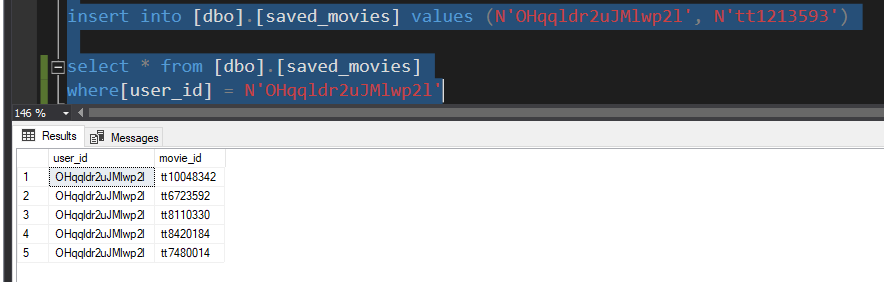 insert into [dbo].[saved_movies] values (N'OHqqldr2uJMlwp2l', N'tt1213593')
select * from [dbo].[saved_movies]
where[user_id] = N'OHqqldr2uJMlwp2l'
146 %
Results Messages
user_id movie_id
1 OHqqldr2uJMlwp2l tt10048342
2 OHqqldr2uJMlwp2l tt6723592
3 OHqqldr2uJMlwp2l tt8110330
4 OHqqldr2uJMlwp2l tt8420184
5 OHqqldr2uJMlwp2l tt7480014